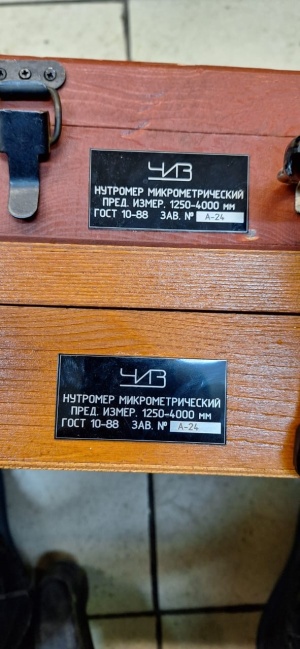 ЧИЗ
НУТРОМЕР МИКРОМЕТРИЧЕСКИЙ
ПРЕД. ИЗМЕР. 1250-4000 мм
ГОСТ 10-88 ЗАВ. № А-24
ЧИЗ
НУТРОМЕР МИКРОМЕТРИЧЕСКИЙ
ПРЕД. ИЗМЕР. 1250-4000 мм
ГОСТ 10-88 ЗАВ. № А-24